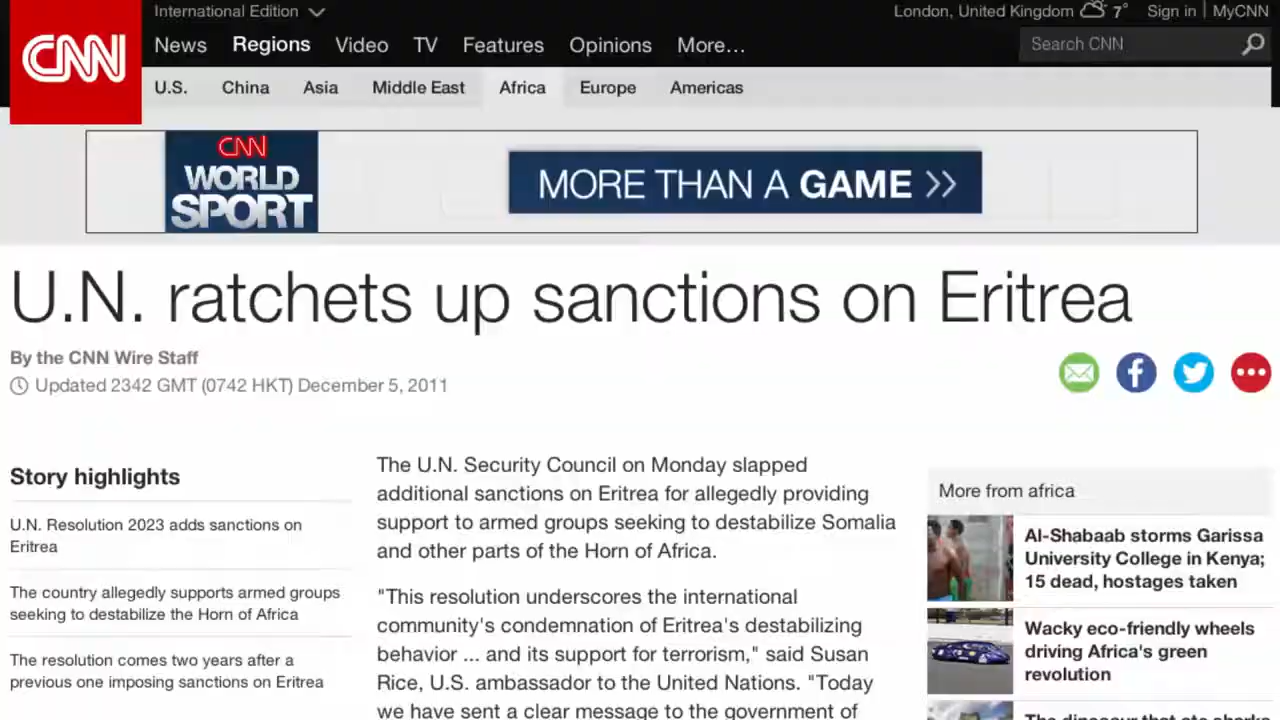 International Edition
London, United Kingdom 7° Sign in | MyCNN
CNN
News Regions Video TV Features Opinions More...
Search CNN
U.S. China Asia Middle East Africa Europe Americas
CNN
WORLD
SPORT
MORE THAN A GAME >>
U.N. ratchets up sanctions on Eritrea
By the CNN Wire Staff
Updated 2342 GMT (0742 HKT) December 5, 2011
Story highlights
U.N. Resolution 2023 adds sanctions on
Eritrea
The country allegedly supports armed groups
seeking to destabilize the Horn of Africa
The resolution comes two years after a
previous one imposing sanctions on Eritrea
The U.N. Security Council on Monday slapped
additional sanctions on Eritrea for allegedly providing
support to armed groups seeking to destabilize Somalia
and other parts of the Horn of Africa.
"This resolution underscores the international
community's condemnation of Eritrea's destabilizing
behavior ... and its support for terrorism," said Susan
Rice, U.S. ambassador to the United Nations. "Today
we have sent a clear message to the government of
More from africa
Al-Shabaab storms Garissa
University College in Kenya;
15 dead, hostages taken
Wacky eco-friendly wheels
driving Africa's green
revolution
The dinosaur that ate sharks